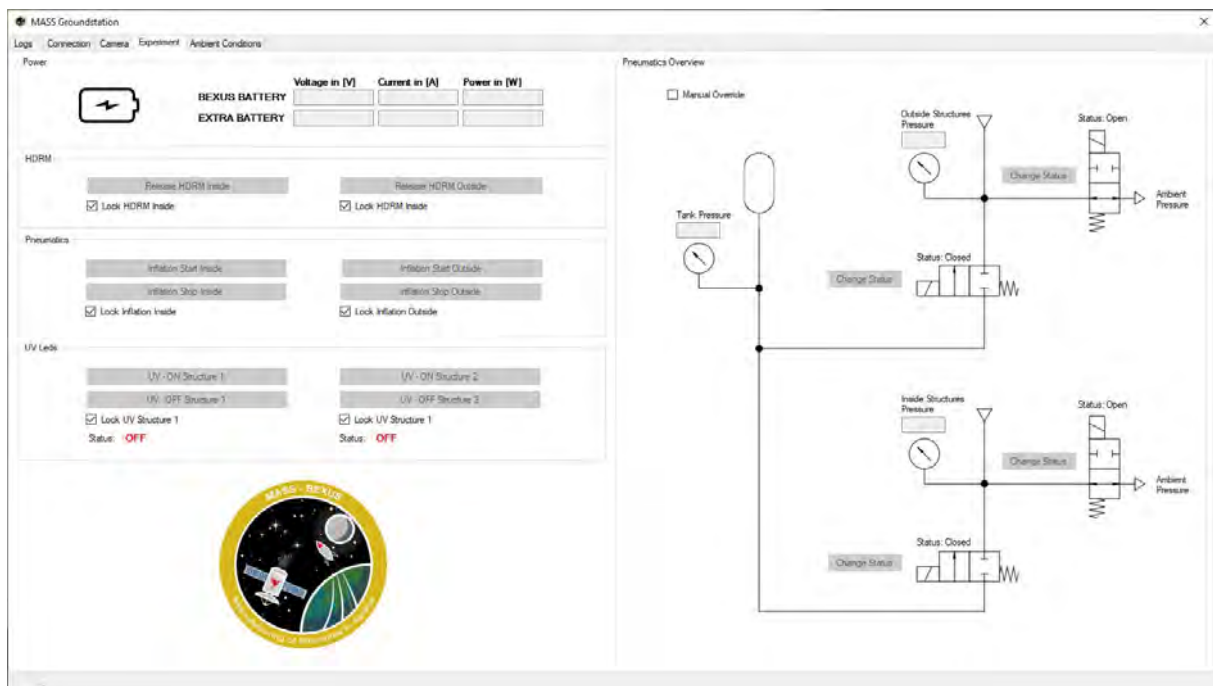 MASS Groundstation
Logs Connection Camera Experiment Ambient Conditions
Power
Voltage in [V] Current in [A] Power in [W]
BEXUS BATTERY
EXTRA BATTERY
HDRM
Release HDRM Inside Release HDRM Outside
Lock HDRM Inside Lock HDRM Inside
Pneumatics
Inflation Start Inside Inflation Start Outside
Inflation Stop Inside Inflation Stop Outside
Lock Inflation Inside Lock Inflation Outside
UV Leds
UV - ON Structure 1 UV - ON Structure 2
UV - OFF Structure 1 UV - OFF Structure 2
Lock UV Structure 1 Lock UV Structure 1
Status: OFF Status: OFF
MASS - BEXUS
Pneumatics Overview
Manual Override
Outside Structures
Pressure
Status: Open
Change Status
Ambient
Pressure
Tank Pressure
Status: Closed
Change Status
Inside Structures
Pressure
Status: Open
Change Status
Ambient
Pressure
Status: Closed
Change Status